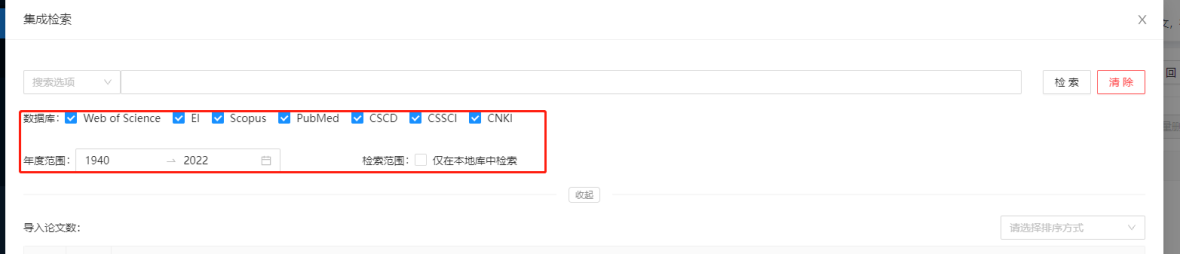 集成检索 X
文,
搜索选项 检 索 清 除 回
数据库: Web of Science EI Scopus PubMed CSCD CSSCI CNKI
年度范围: 1940 → 2022 检索范围: 仅在本地库中检索
收起
导入论文数: 请选择排序方式